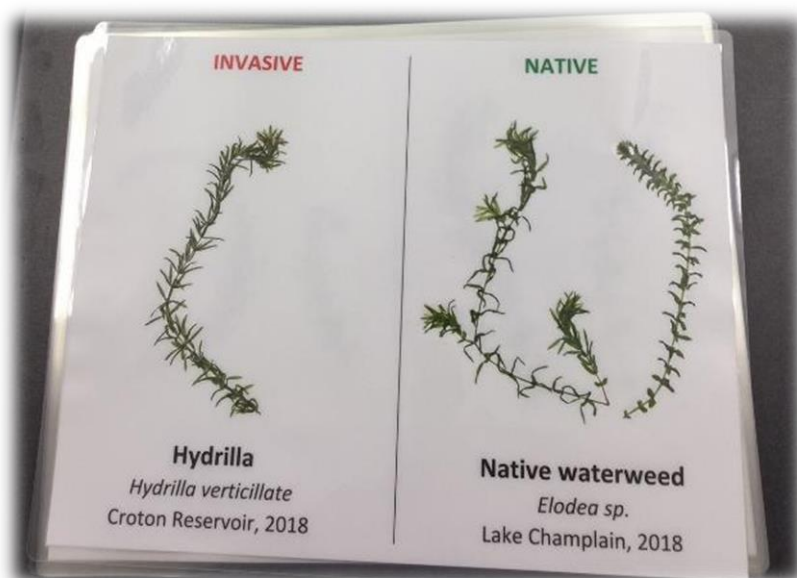 INVASIVE
Hydrilla
Hydrilla verticillate
Croton Reservoir, 2018
NATIVE
Native waterweed
Elodea sp.
Lake Champlain, 2018